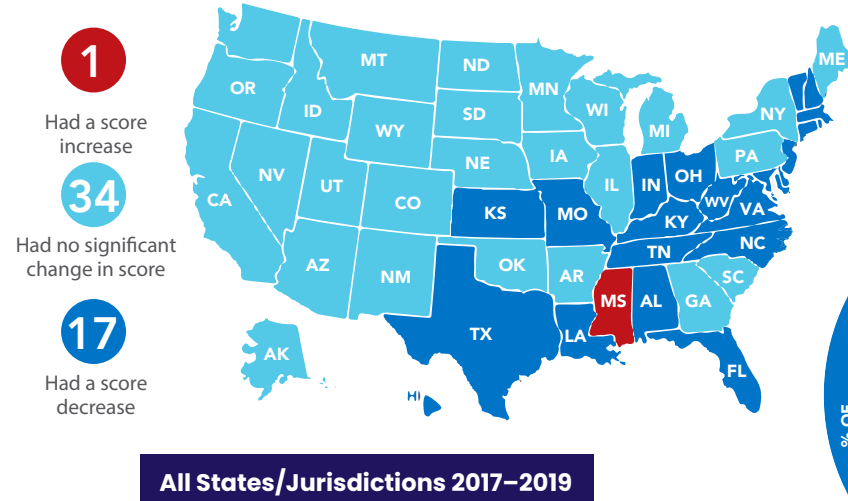 1
Had a score
increase
34
Had no significant
change in score
17
Had a score
decrease
MT
ND
MN
ME
OR
ID
SD
WI
NY
WY
MI
NE
IA
PA
NV
UT
IL
IN
OH
CA
CO
WV
VA
KS
MO
KY
NC
TN
AZ
NM
OK
AR
SC
MS
AL
GA
TX
LA
AK
FL
HI
% OF
All States/Jurisdictions 2017–2019